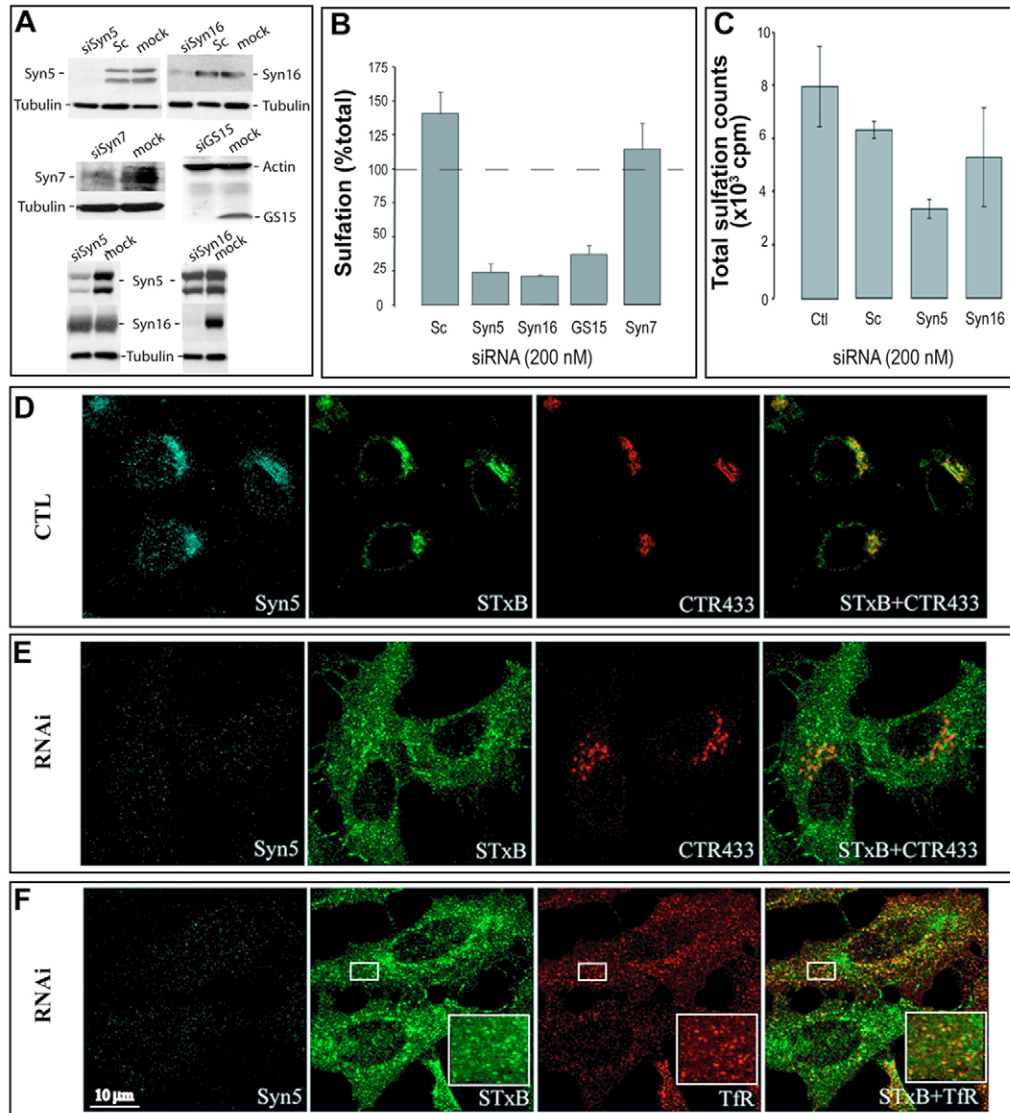 A
siSyn5 Sc mock
siSyn16 Sc mock
Syn5 -
- Syn16
Tubulin -
- Tubulin
siSyn7 mock
siGS15 mock
Syn7 -
- Actin
Tubulin -
- GS15
siSyn5 mock
siSyn16 mock
- Syn5 -
- Syn16 -
-Tubulin-
B
Sulfation (%total)
175
150
125
100
75
50
25
0
Sc Syn5 Syn16 GS15 Syn7
siRNA (200 nM)
C
Total sulfation counts
(x10³ cpm)
10
8
6
4
2
0
Ctl Sc Syn5 Syn16
siRNA (200 nM)
D
CTL
Syn5
STxB
CTR433
STxB+CTR433
E
RNAi
Syn5
STxB
CTR433
STxB+CTR433
F
RNAi
10 µm
Syn5
STxB
TfR
STxB+TfR